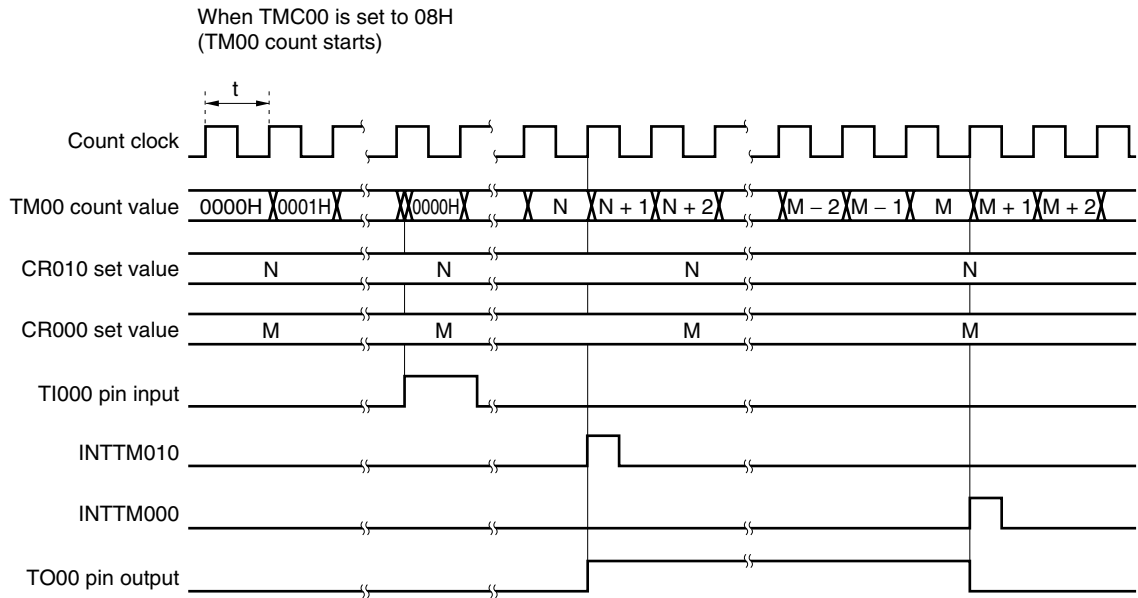 When TMC00 is set to 08H
(TM00 count starts)
t
Count clock
TM00 count value 0000H 0001H 0000H N N + 1 N + 2 M − 2 M − 1 M M + 1 M + 2
CR010 set value N N N N
CR000 set value M M M M
TI000 pin input
INTTM010
INTTM000
TO00 pin output